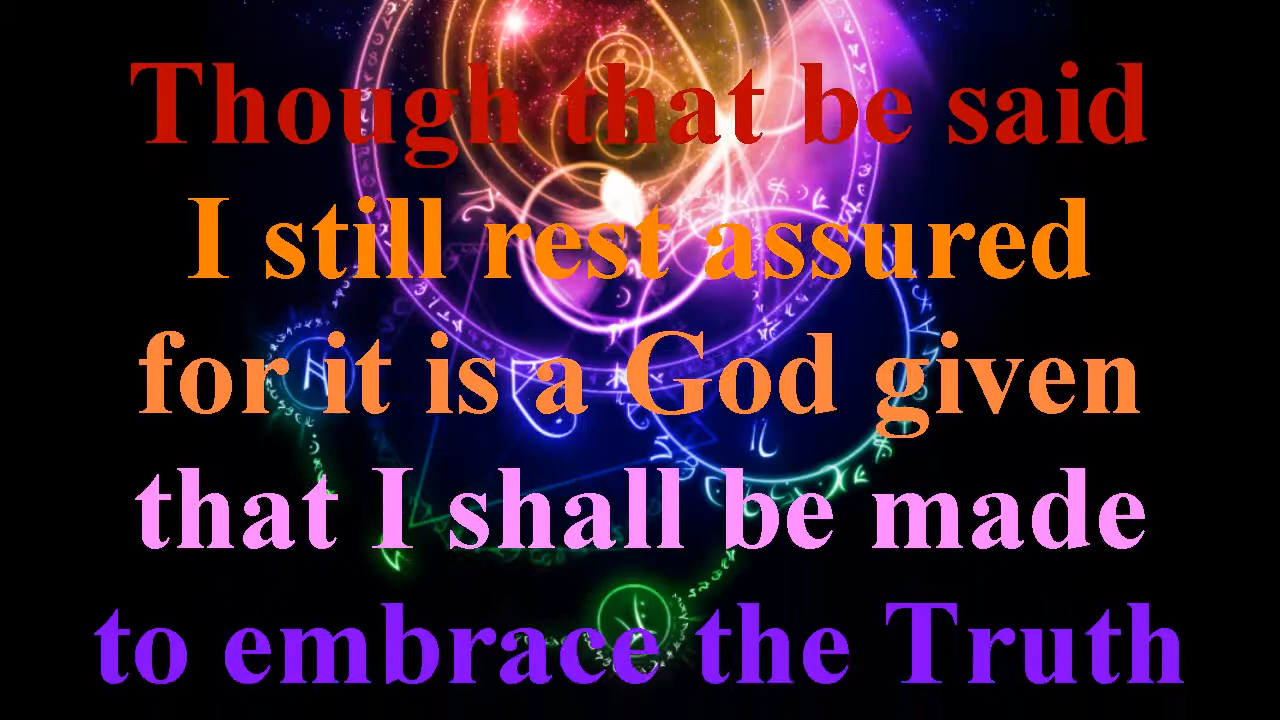 Though that be said
I still rest assured
for it is a God given
that I shall be made
to embrace the Truth